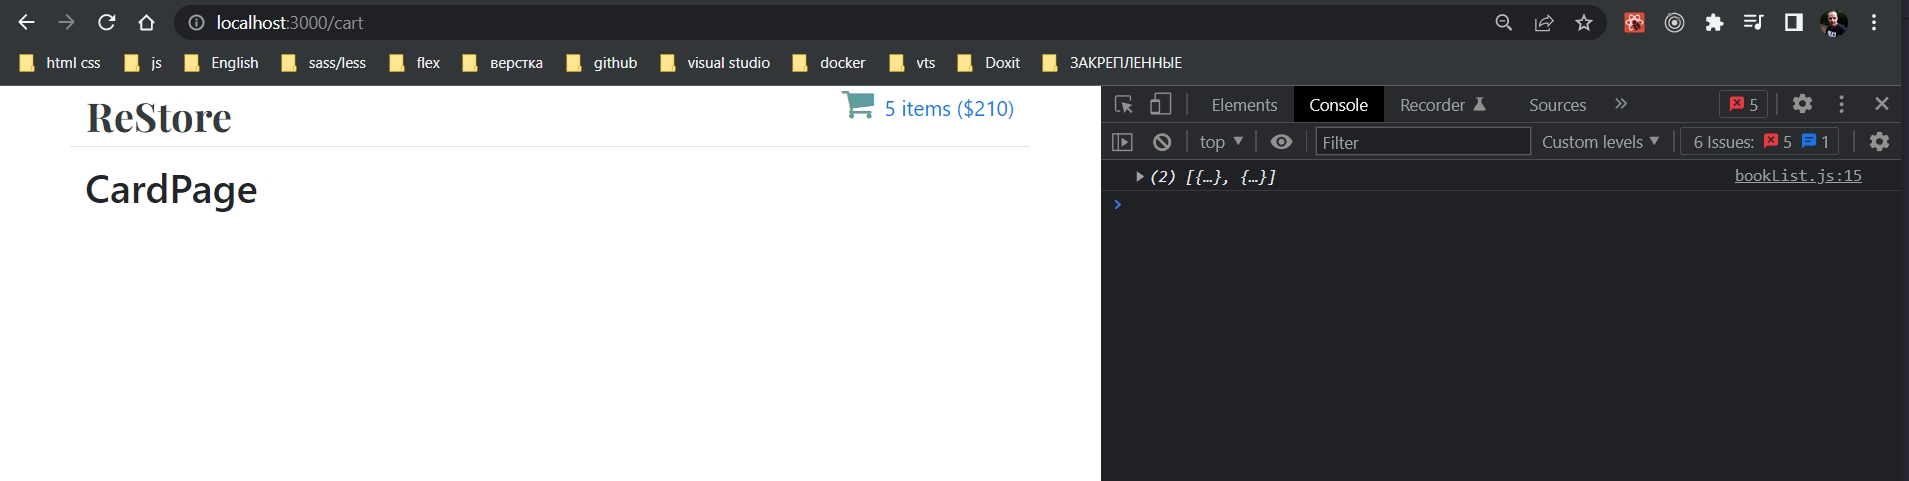 localhost:3000/cart
html css js English sass/less flex верстка github visual studio docker vts Doxit ЗАКРЕПЛЕННЫЕ
ReStore 5 items ($210)
CardPage
Elements Console Recorder Sources » 5
top Filter Custom levels 6 Issues: 5 1
(2) [{…}, {…}] bookList.js:15